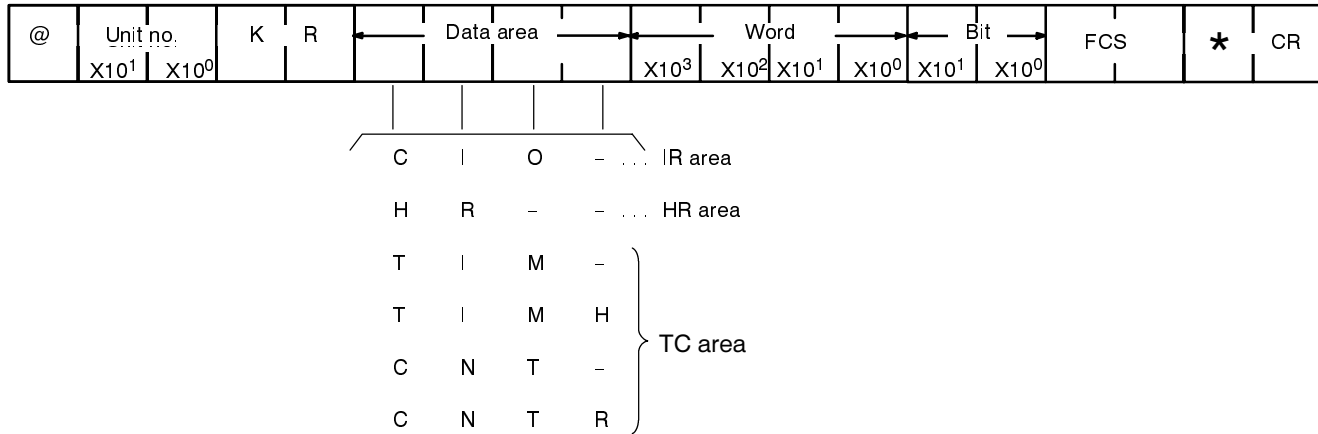 @ Unit no. K R Data area Word Bit FCS * CR
X10¹ X10⁰ X10³ X10² X10¹ X10⁰ X10¹ X10⁰
C I O – ... IR area
H R – – ... HR area
T I M –
T I M H
TC area
C N T –
C N T R